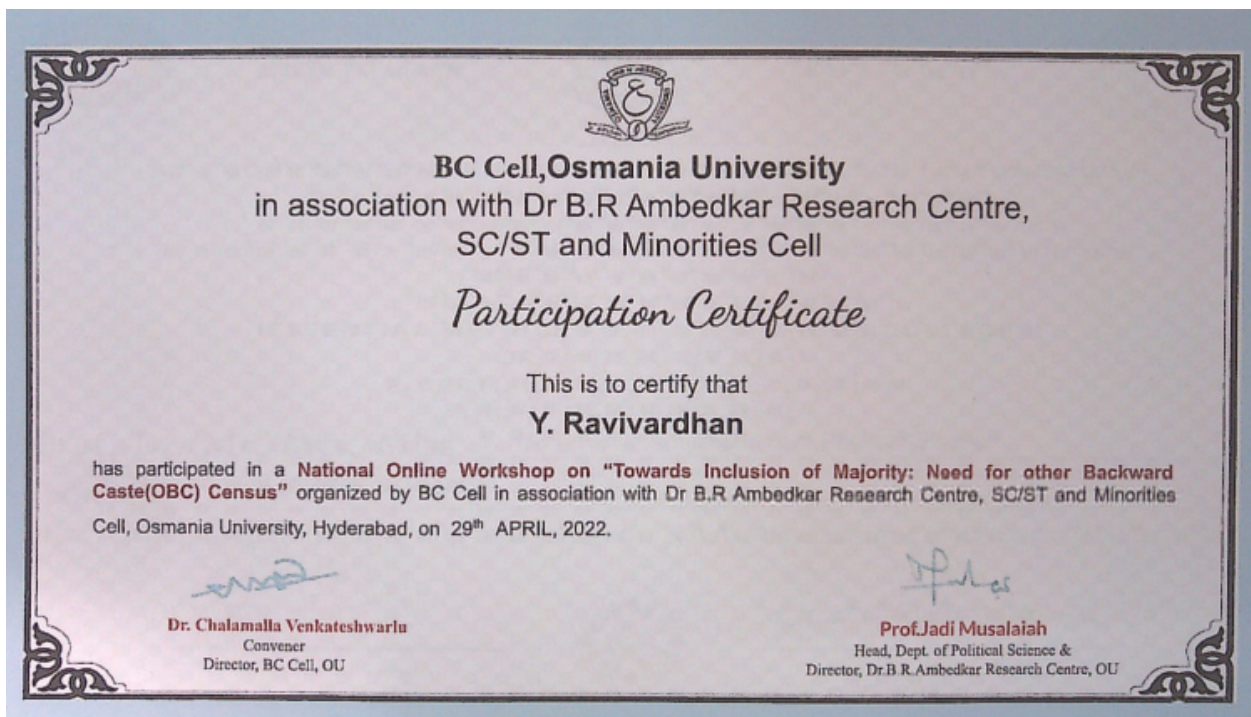 BC Cell,Osmania University
in association with Dr B.R Ambedkar Research Centre,
SC/ST and Minorities Cell
Participation Certificate
This is to certify that
Y. Ravivardhan
has participated in a National Online Workshop on “Towards Inclusion of Majority: Need for other Backward
Caste(OBC) Census” organized by BC Cell in association with Dr B.R Ambedkar Research Centre, SC/ST and Minorities
Cell, Osmania University, Hyderabad, on 29th APRIL, 2022.
Dr. Chalamalla Venkateshwarlu
Convener
Director, BC Cell, OU
Prof.Jadi Musalaiah
Head, Dept. of Political Science &
Director, Dr.B.R.Ambedkar Research Centre, OU